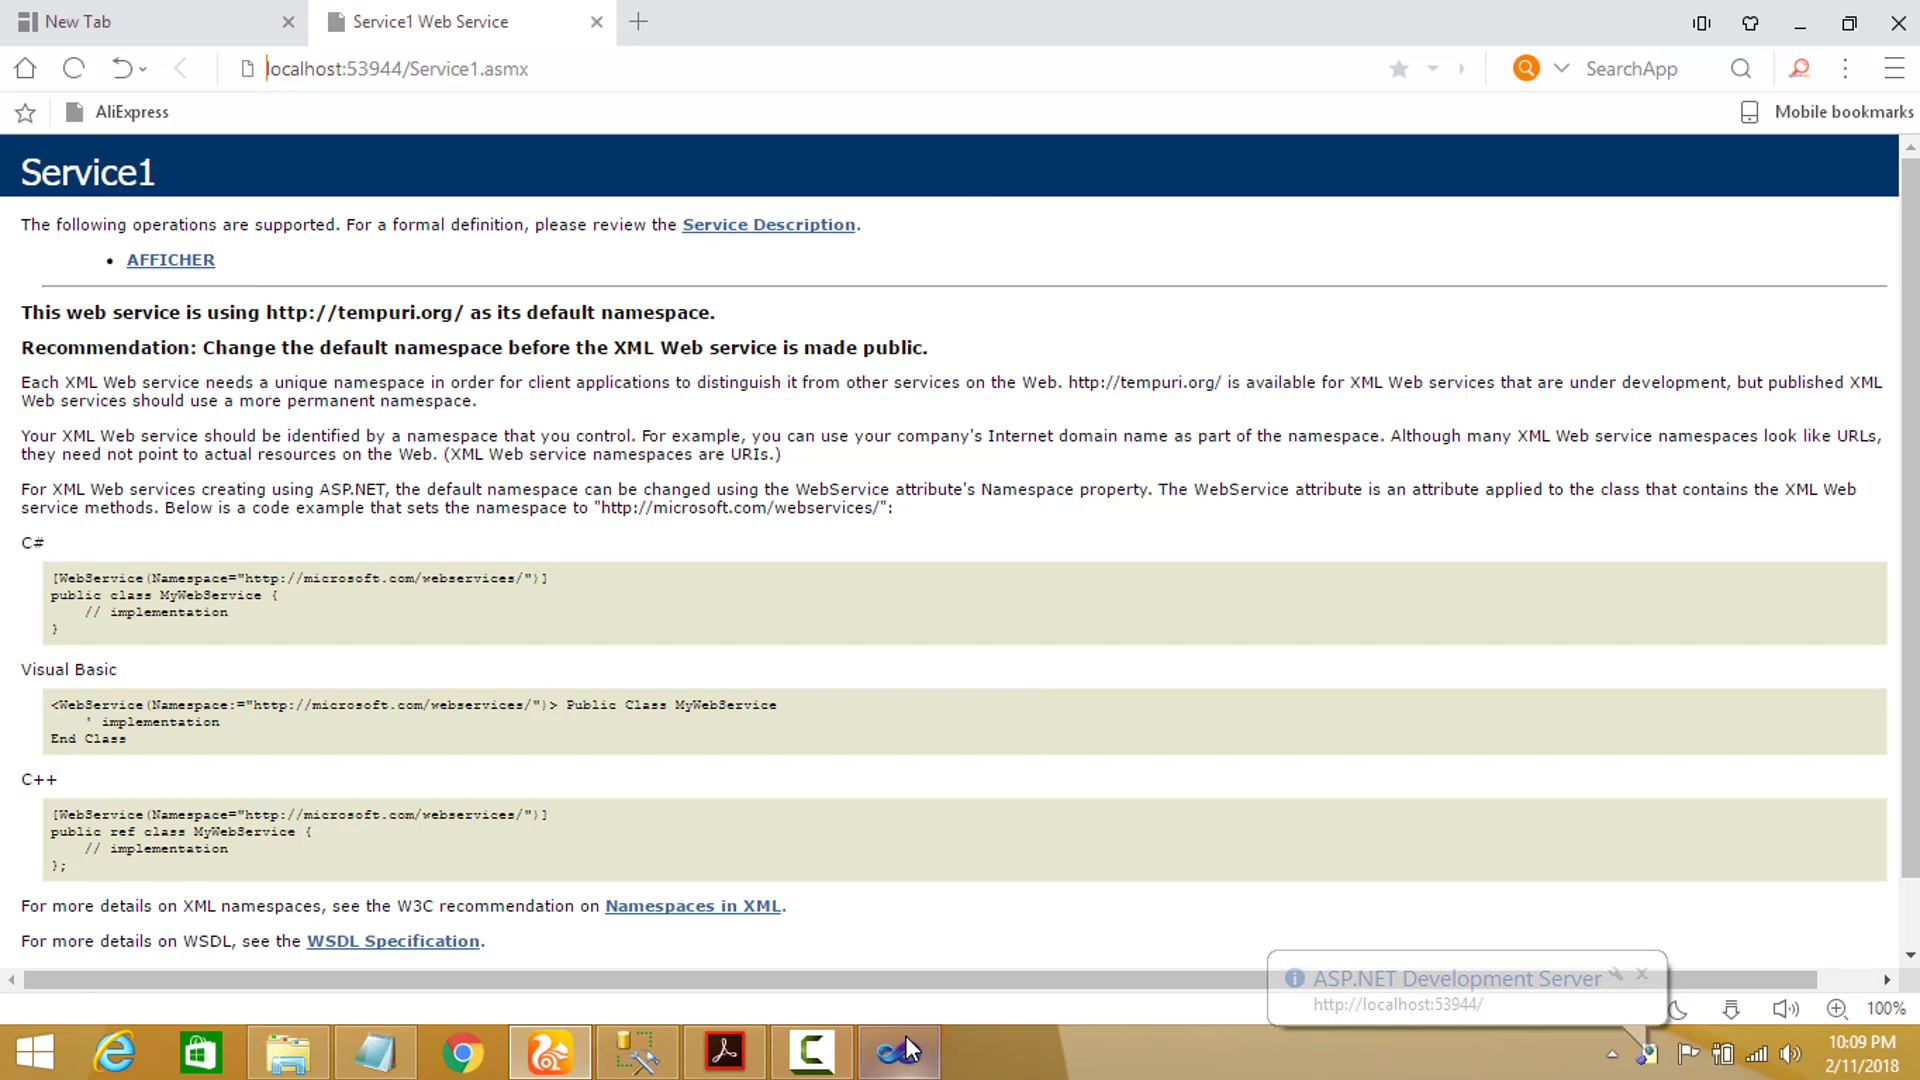 New Tab
Service1 Web Service
localhost:53944/Service1.asmx
SearchApp
AliExpress
Mobile bookmarks
Service1
The following operations are supported. For a formal definition, please review the Service Description.
AFFICHER
This web service is using http://tempuri.org/ as its default namespace.
Recommendation: Change the default namespace before the XML Web service is made public.
Each XML Web service needs a unique namespace in order for client applications to distinguish it from other services on the Web. http://tempuri.org/ is available for XML Web services that are under development, but published XML
Web services should use a more permanent namespace.
Your XML Web service should be identified by a namespace that you control. For example, you can use your company's Internet domain name as part of the namespace. Although many XML Web service namespaces look like URLs,
they need not point to actual resources on the Web. (XML Web service namespaces are URIs.)
For XML Web services creating using ASP.NET, the default namespace can be changed using the WebService attribute's Namespace property. The WebService attribute is an attribute applied to the class that contains the XML Web
service methods. Below is a code example that sets the namespace to "http://microsoft.com/webservices/":
C#
[WebService(Namespace="http://microsoft.com/webservices/")]
public class MyWebService {
// implementation
}
Visual Basic
<WebService(Namespace:="http://microsoft.com/webservices/")> Public Class MyWebService
' implementation
End Class
C++
[WebService(Namespace="http://microsoft.com/webservices/")]
public ref class MyWebService {
// implementation
};
For more details on XML namespaces, see the W3C recommendation on Namespaces in XML.
For more details on WSDL, see the WSDL Specification.
ASP.NET Development Server
http://localhost:53944/
100%
10:09 PM
2/11/2018